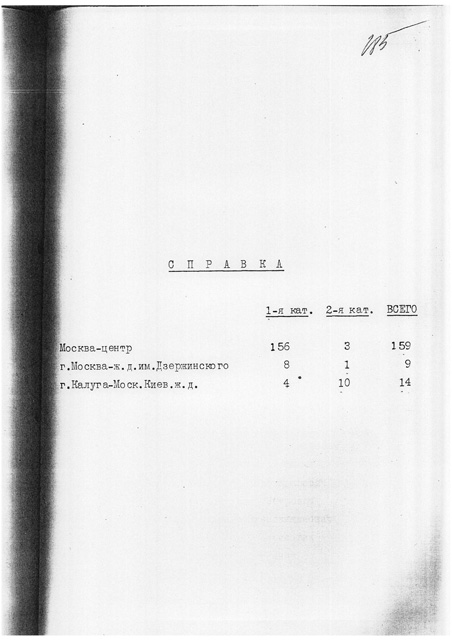 185
С П Р А В К А
1-я кат. 2-я кат. ВСЕГО
Москва-центр 156 3 159
г.Москва-ж.д.им.Дзержинского 8 1 9
г.Калуга-Моск.Киев.ж.д. 4 10 14